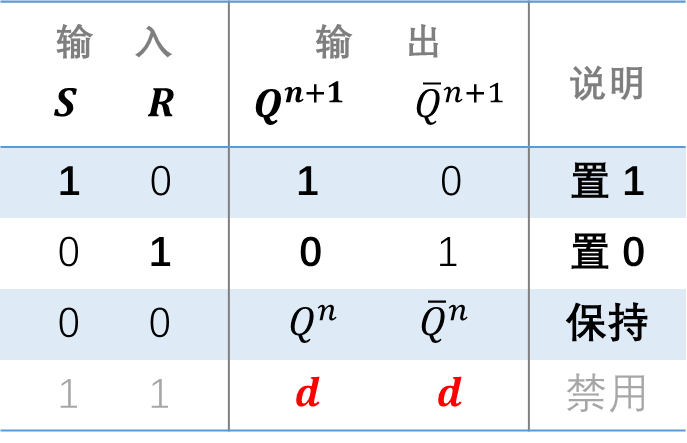 输 入 输 出 说明
S R Qⁿ⁺¹ Q̄ⁿ⁺¹
1 0 1 0 置 1
0 1 0 1 置 0
0 0 Qⁿ Q̄ⁿ 保持
1 1 d d 禁用